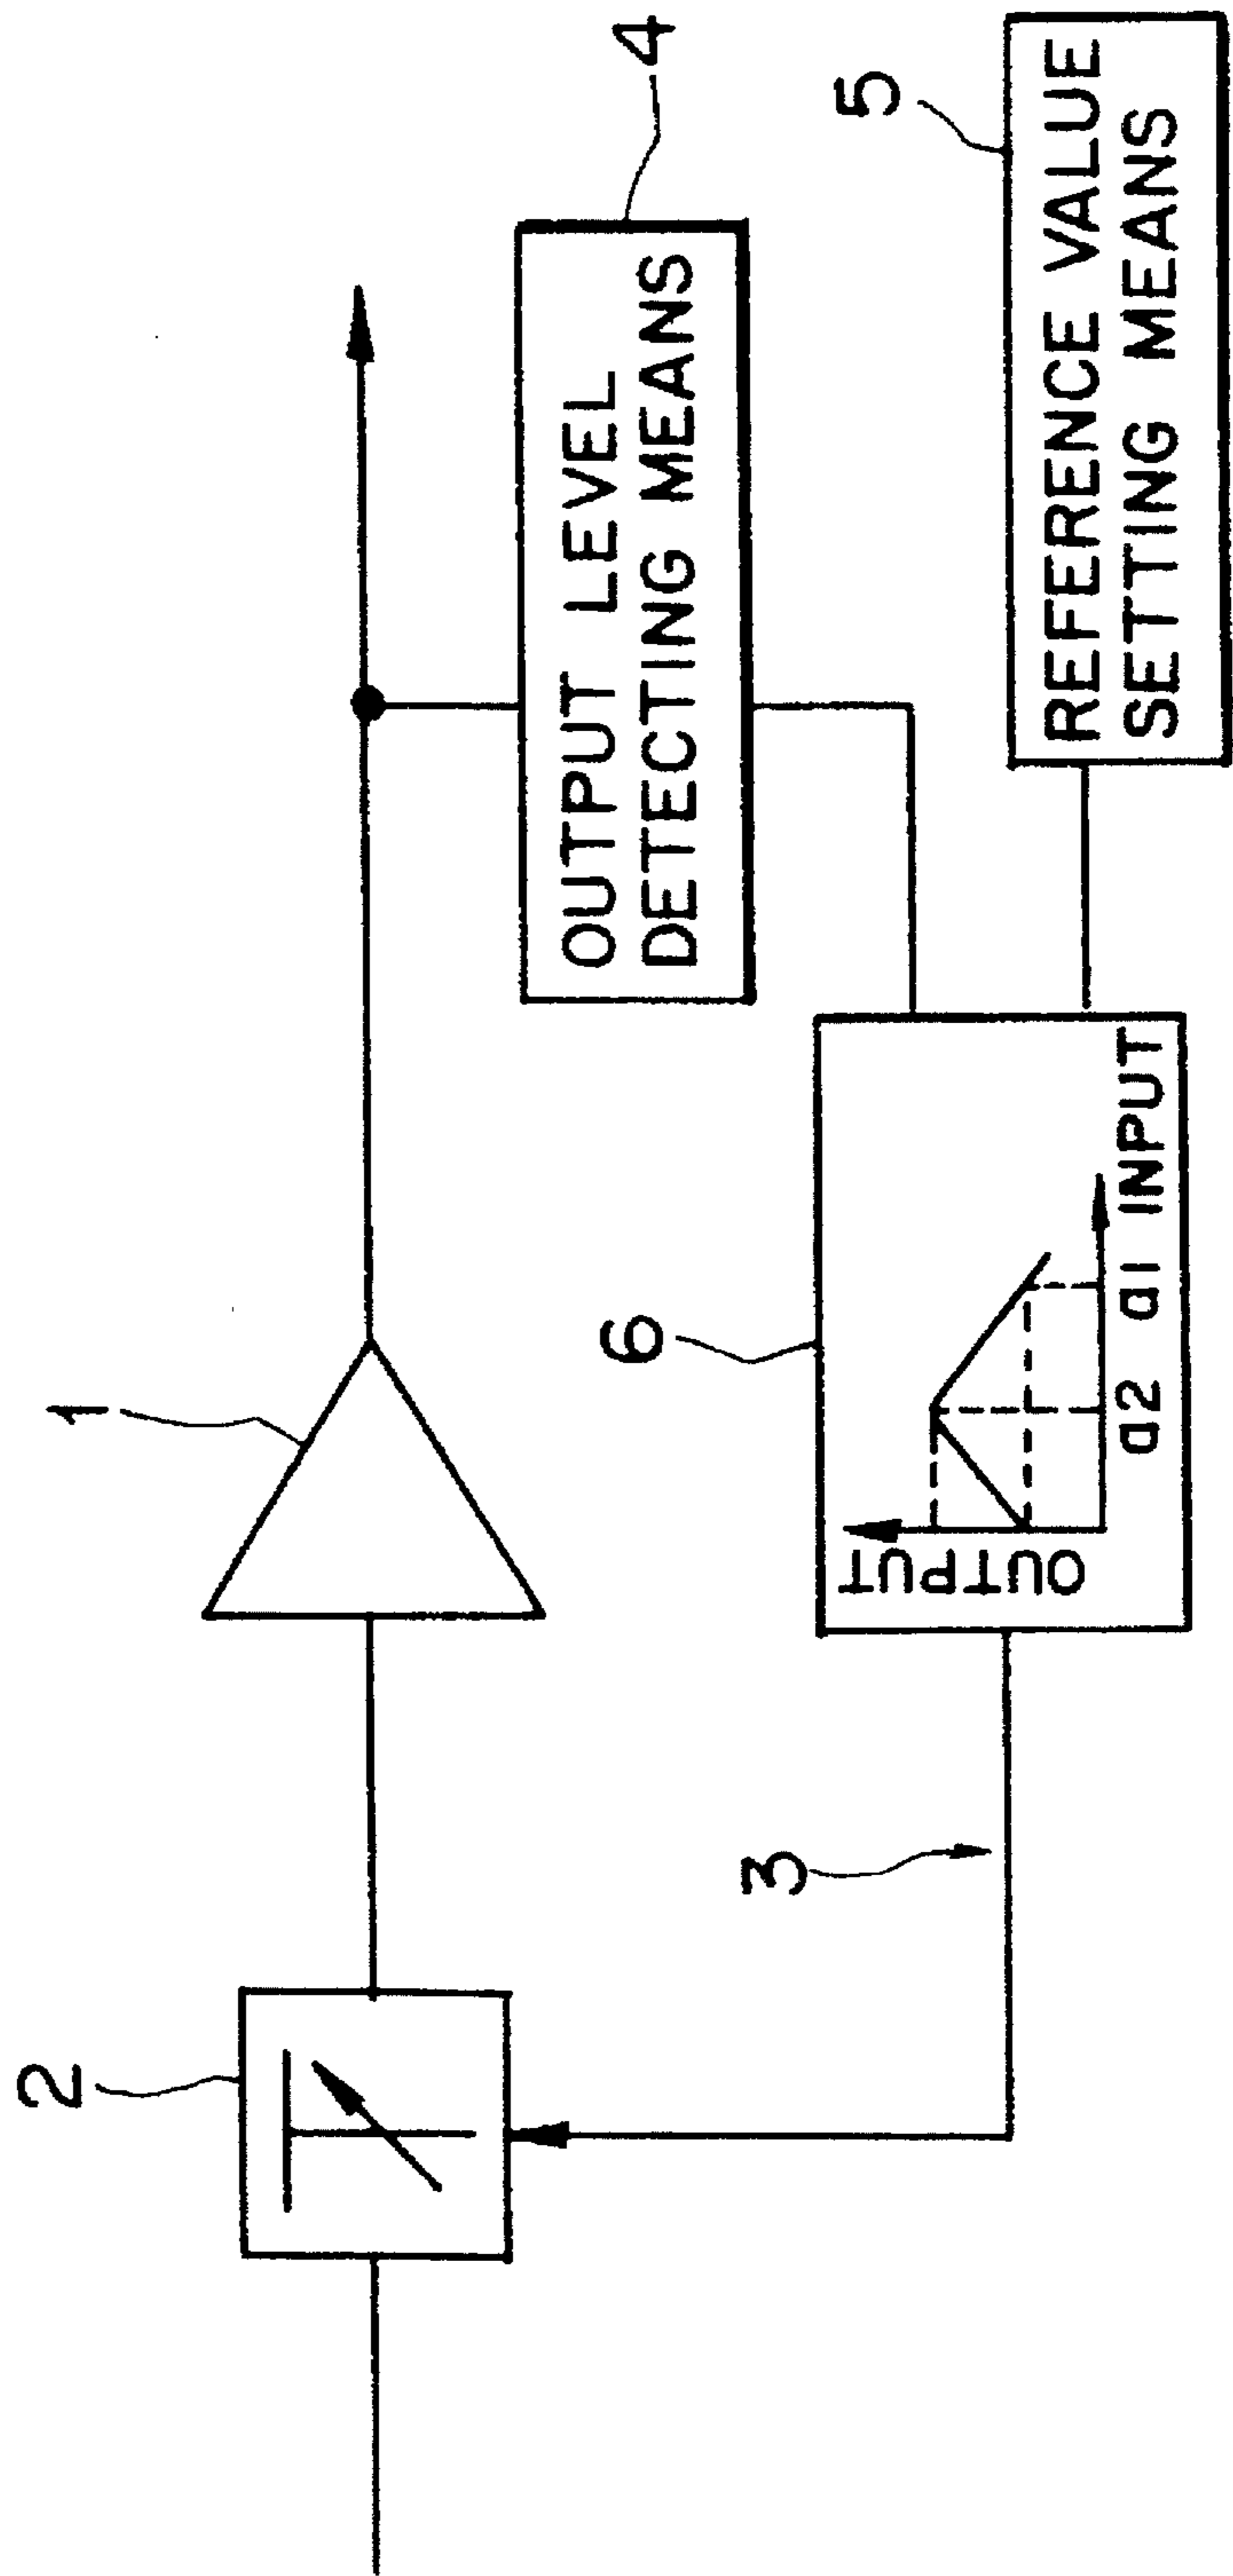 1
2
OUTPUT LEVEL
DETECTING MEANS
4
3
6
OUTPUT
a2 a1 INPUT
5
REFERENCE VALUE
SETTING MEANS